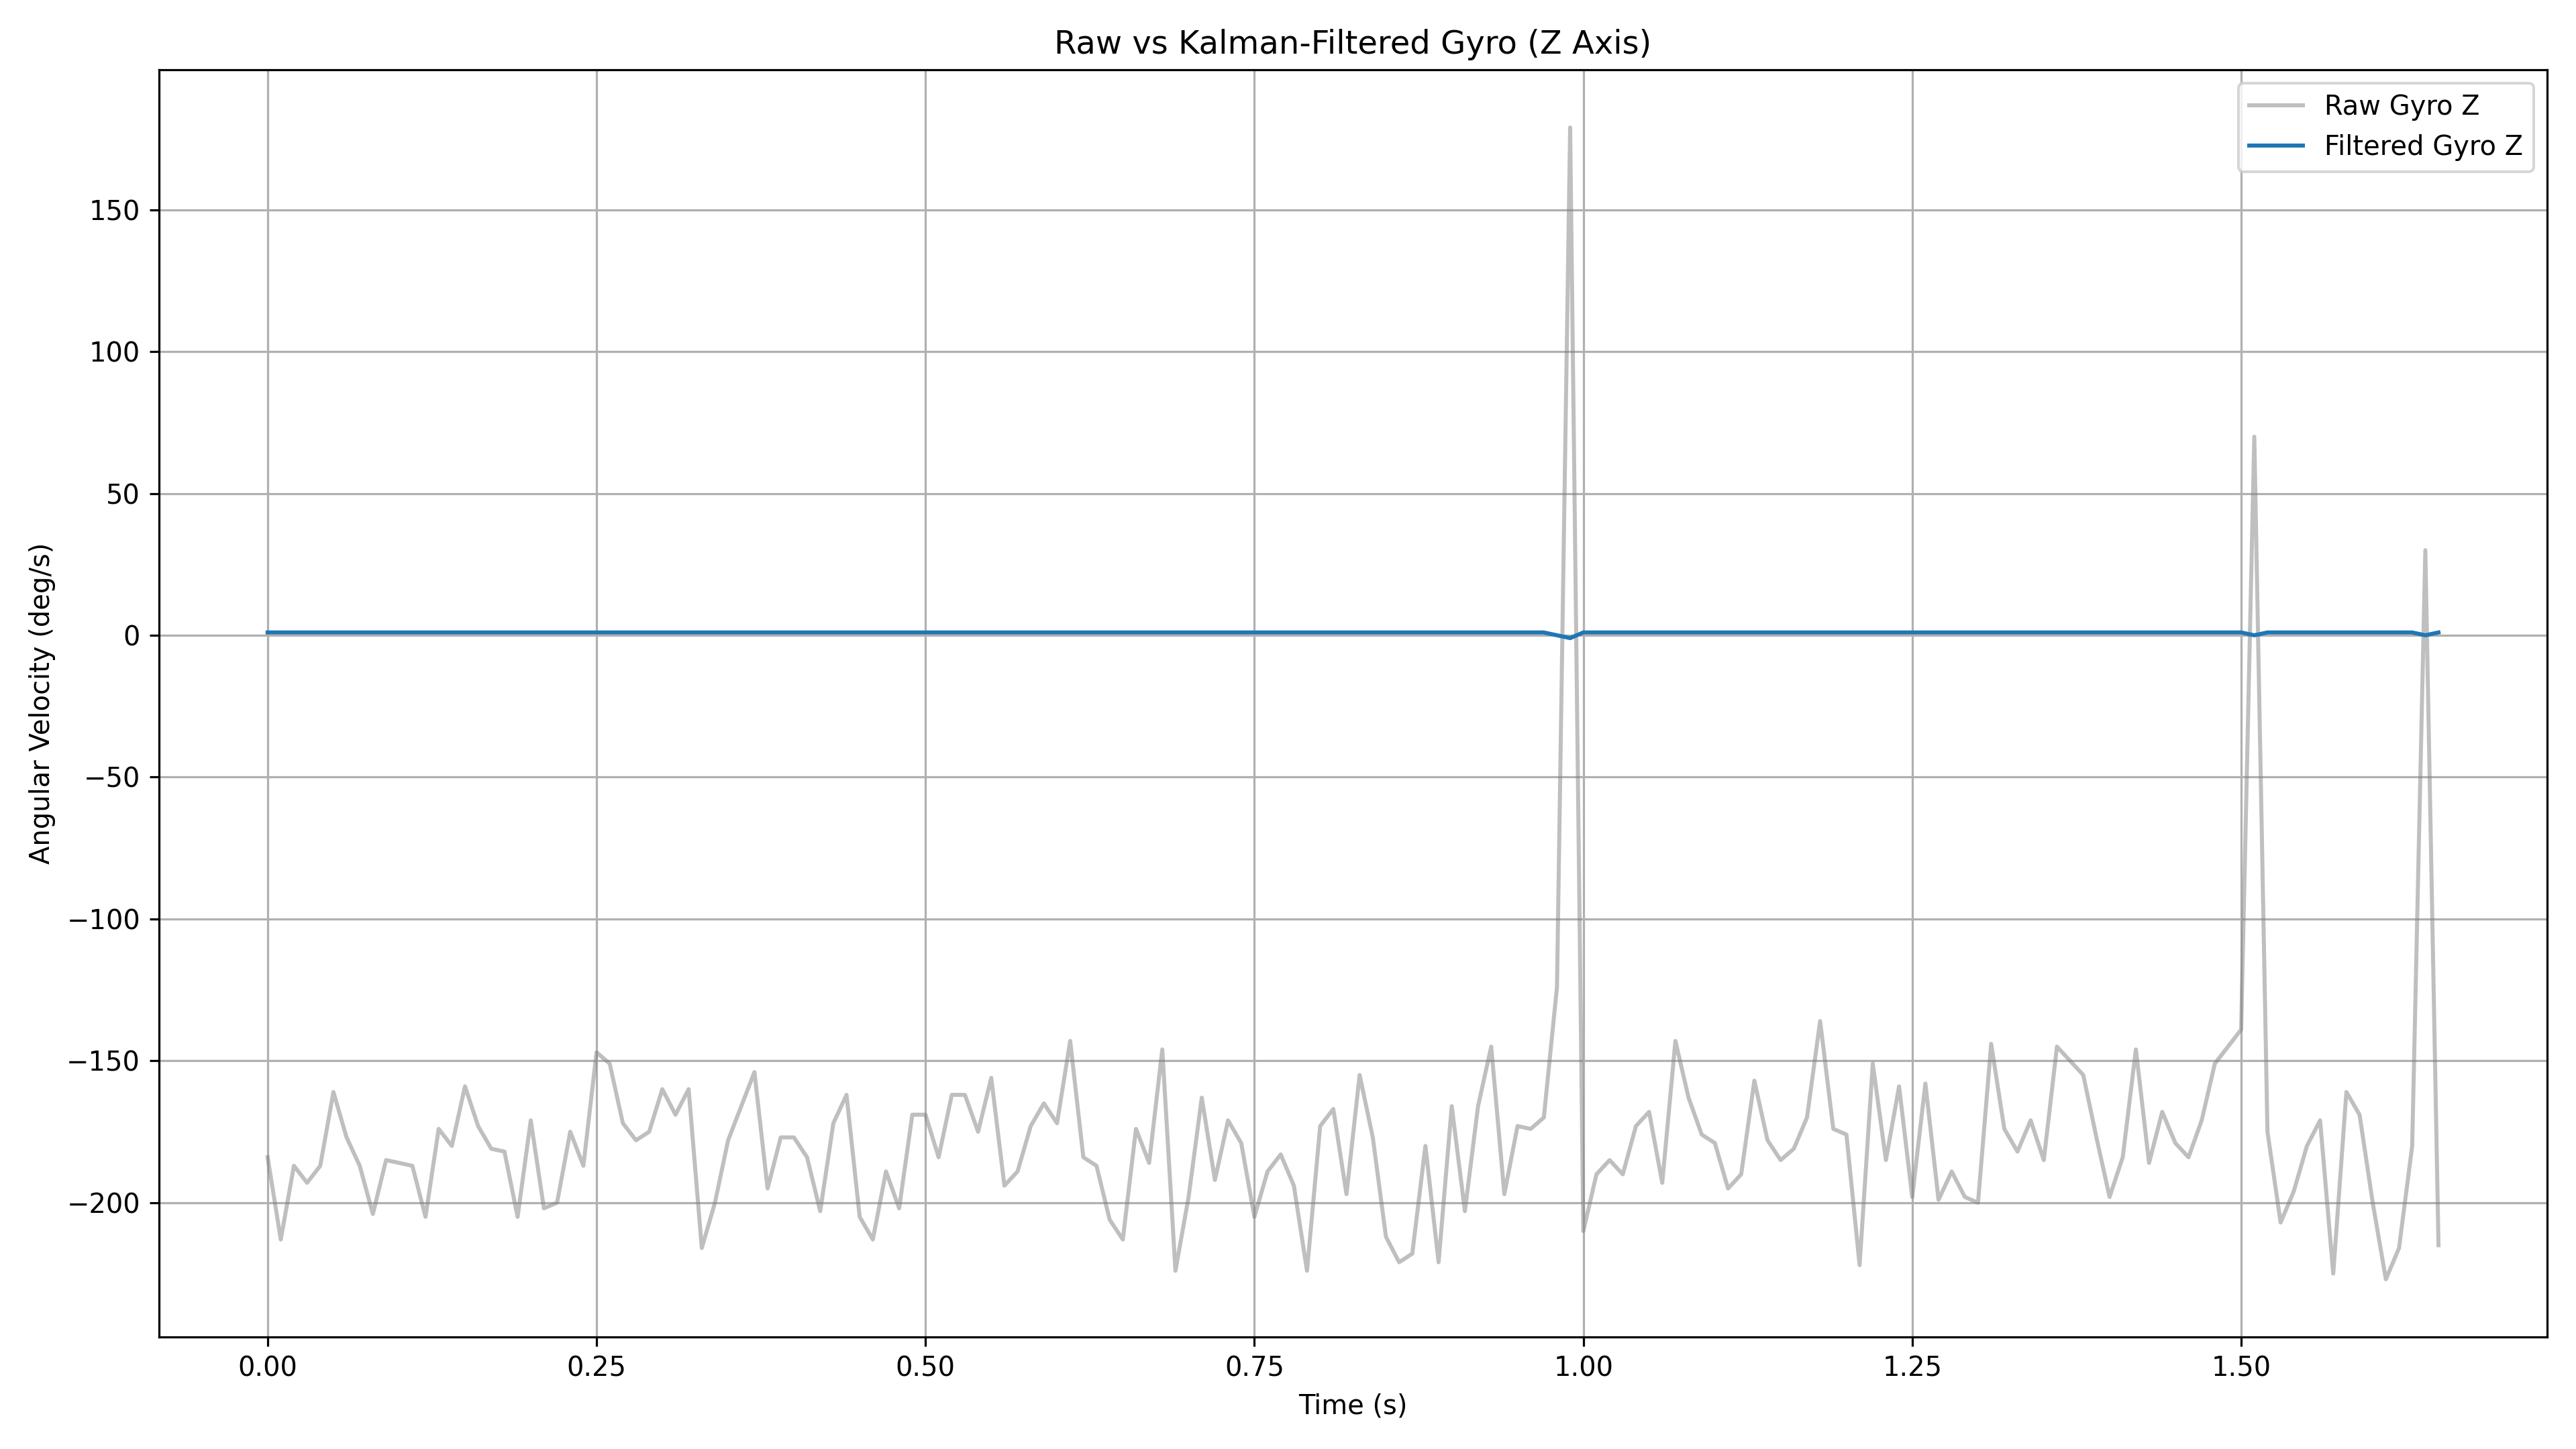 Raw vs Kalman-Filtered Gyro (Z Axis)
Raw Gyro Z
Filtered Gyro Z
Angular Velocity (deg/s)
150
100
50
0
−50
−100
−150
−200
0.00 0.25 0.50 0.75 1.00 1.25 1.50
Time (s)